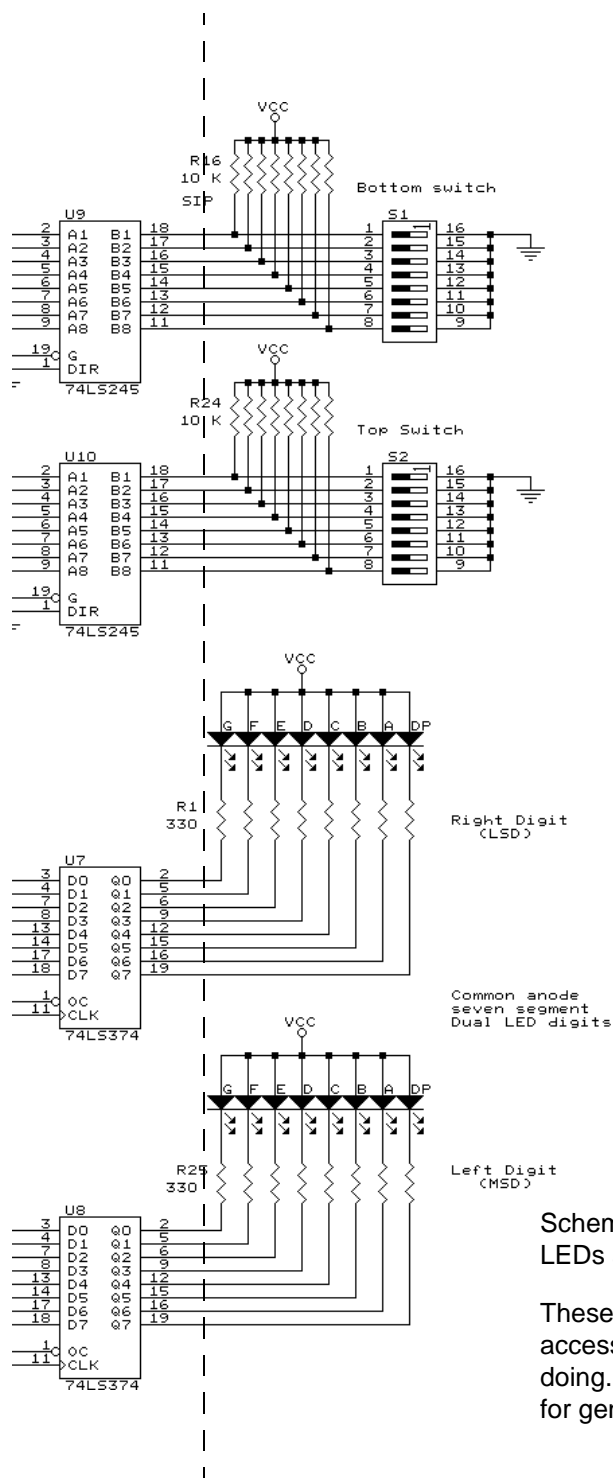 VCC
R16
10 K
SIP
Bottom switch
U9
S1
2 A1 B1 18 1 16
3 A2 B2 17 2 15
4 A3 B3 16 3 14
5 A4 B4 15 4 13
6 A5 B5 14 5 12
7 A6 B6 13 6 11
8 A7 B7 12 7 10
9 A8 B8 11 8 9
19 G
1 DIR
74LS245
VCC
R24
10 K
Top Switch
U10
S2
2 A1 B1 18 1 16
3 A2 B2 17 2 15
4 A3 B3 16 3 14
5 A4 B4 15 4 13
6 A5 B5 14 5 12
7 A6 B6 13 6 11
8 A7 B7 12 7 10
9 A8 B8 11 8 9
19 G
1 DIR
74LS245
VCC
G F E D C B A DP
R1
330
Right Digit
(LSD)
U7
3 D0 Q0 2
4 D1 Q1 5
7 D2 Q2 6
8 D3 Q3 9
13 D4 Q4 12
14 D5 Q5 15
17 D6 Q6 16
18 D7 Q7 19
1 OC
11 CLK
74LS374
Common anode
seven segment
Dual LED digits
VCC
G F E D C B A DP
R25
330
Left Digit
(MSD)
U8
3 D0 Q0 2
4 D1 Q1 5
7 D2 Q2 6
8 D3 Q3 9
13 D4 Q4 12
14 D5 Q5 15
17 D6 Q6 16
18 D7 Q7 19
1 OC
11 CLK
74LS374
Schem
LEDs
These
access
doing.
for ger